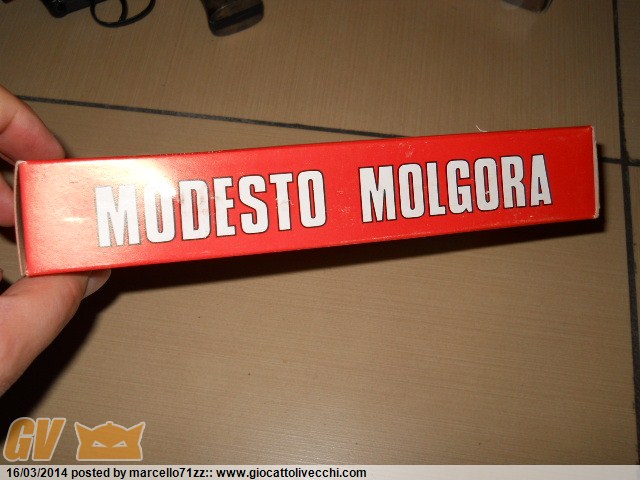 MODESTO MOLGORA
GV
16/03/2014 posted by marcello71zz:: www.giocattolivecchi.com